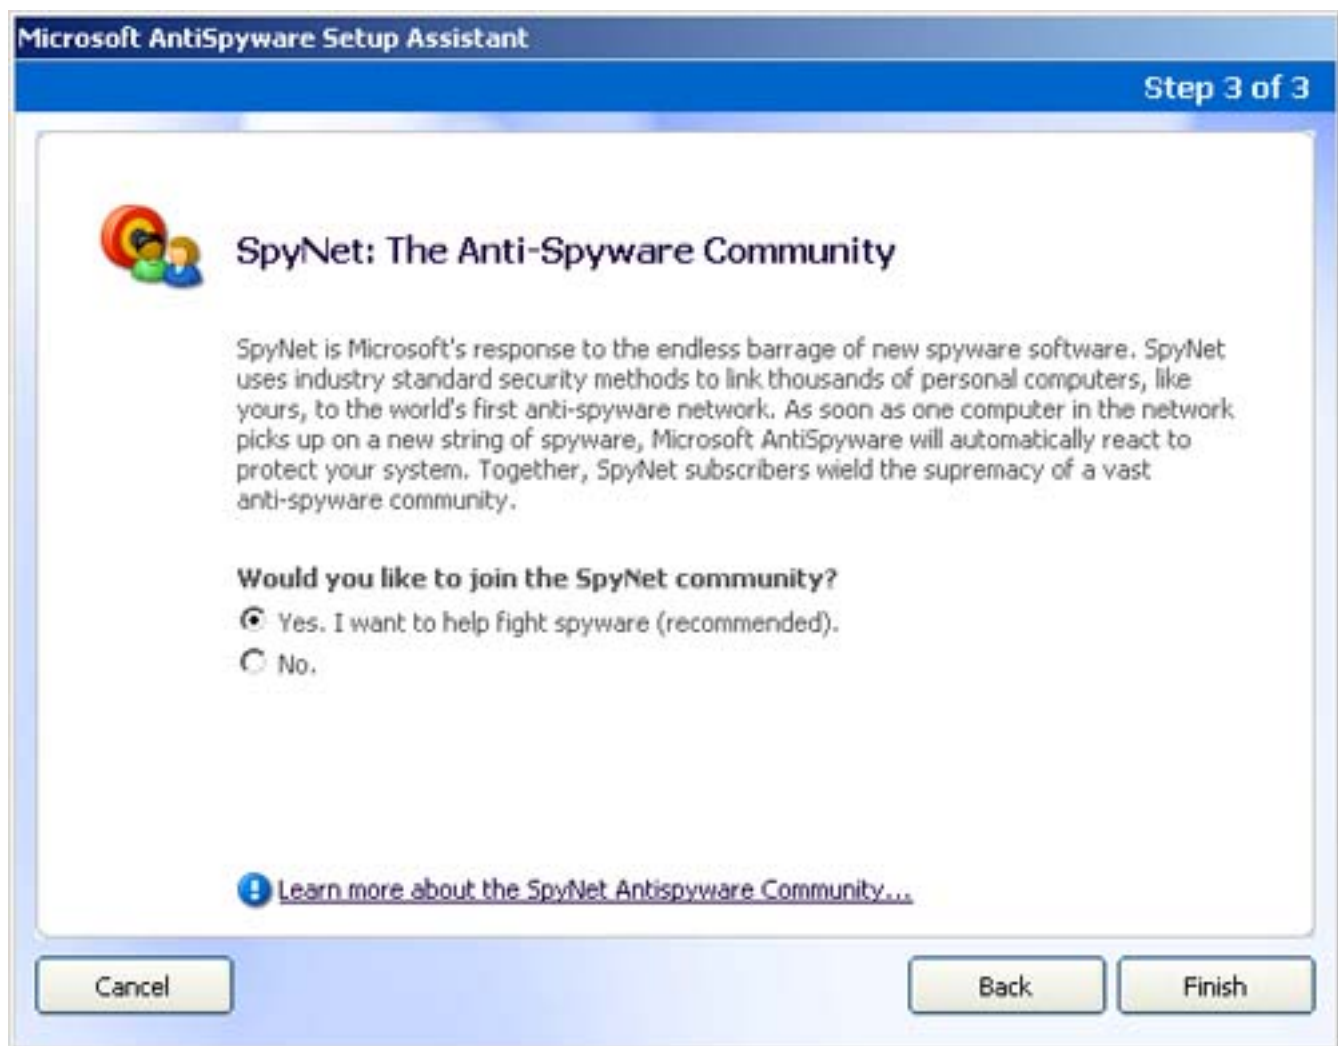 Microsoft AntiSpyware Setup Assistant
Step 3 of 3
SpyNet: The Anti-Spyware Community
SpyNet is Microsoft's response to the endless barrage of new spyware software. SpyNet
uses industry standard security methods to link thousands of personal computers, like
yours, to the world's first anti-spyware network. As soon as one computer in the network
picks up on a new string of spyware, Microsoft AntiSpyware will automatically react to
protect your system. Together, SpyNet subscribers wield the supremacy of a vast
anti-spyware community.
Would you like to join the SpyNet community?
Yes. I want to help fight spyware (recommended).
No.
Learn more about the SpyNet Antispyware Community...
Cancel
Back
Finish